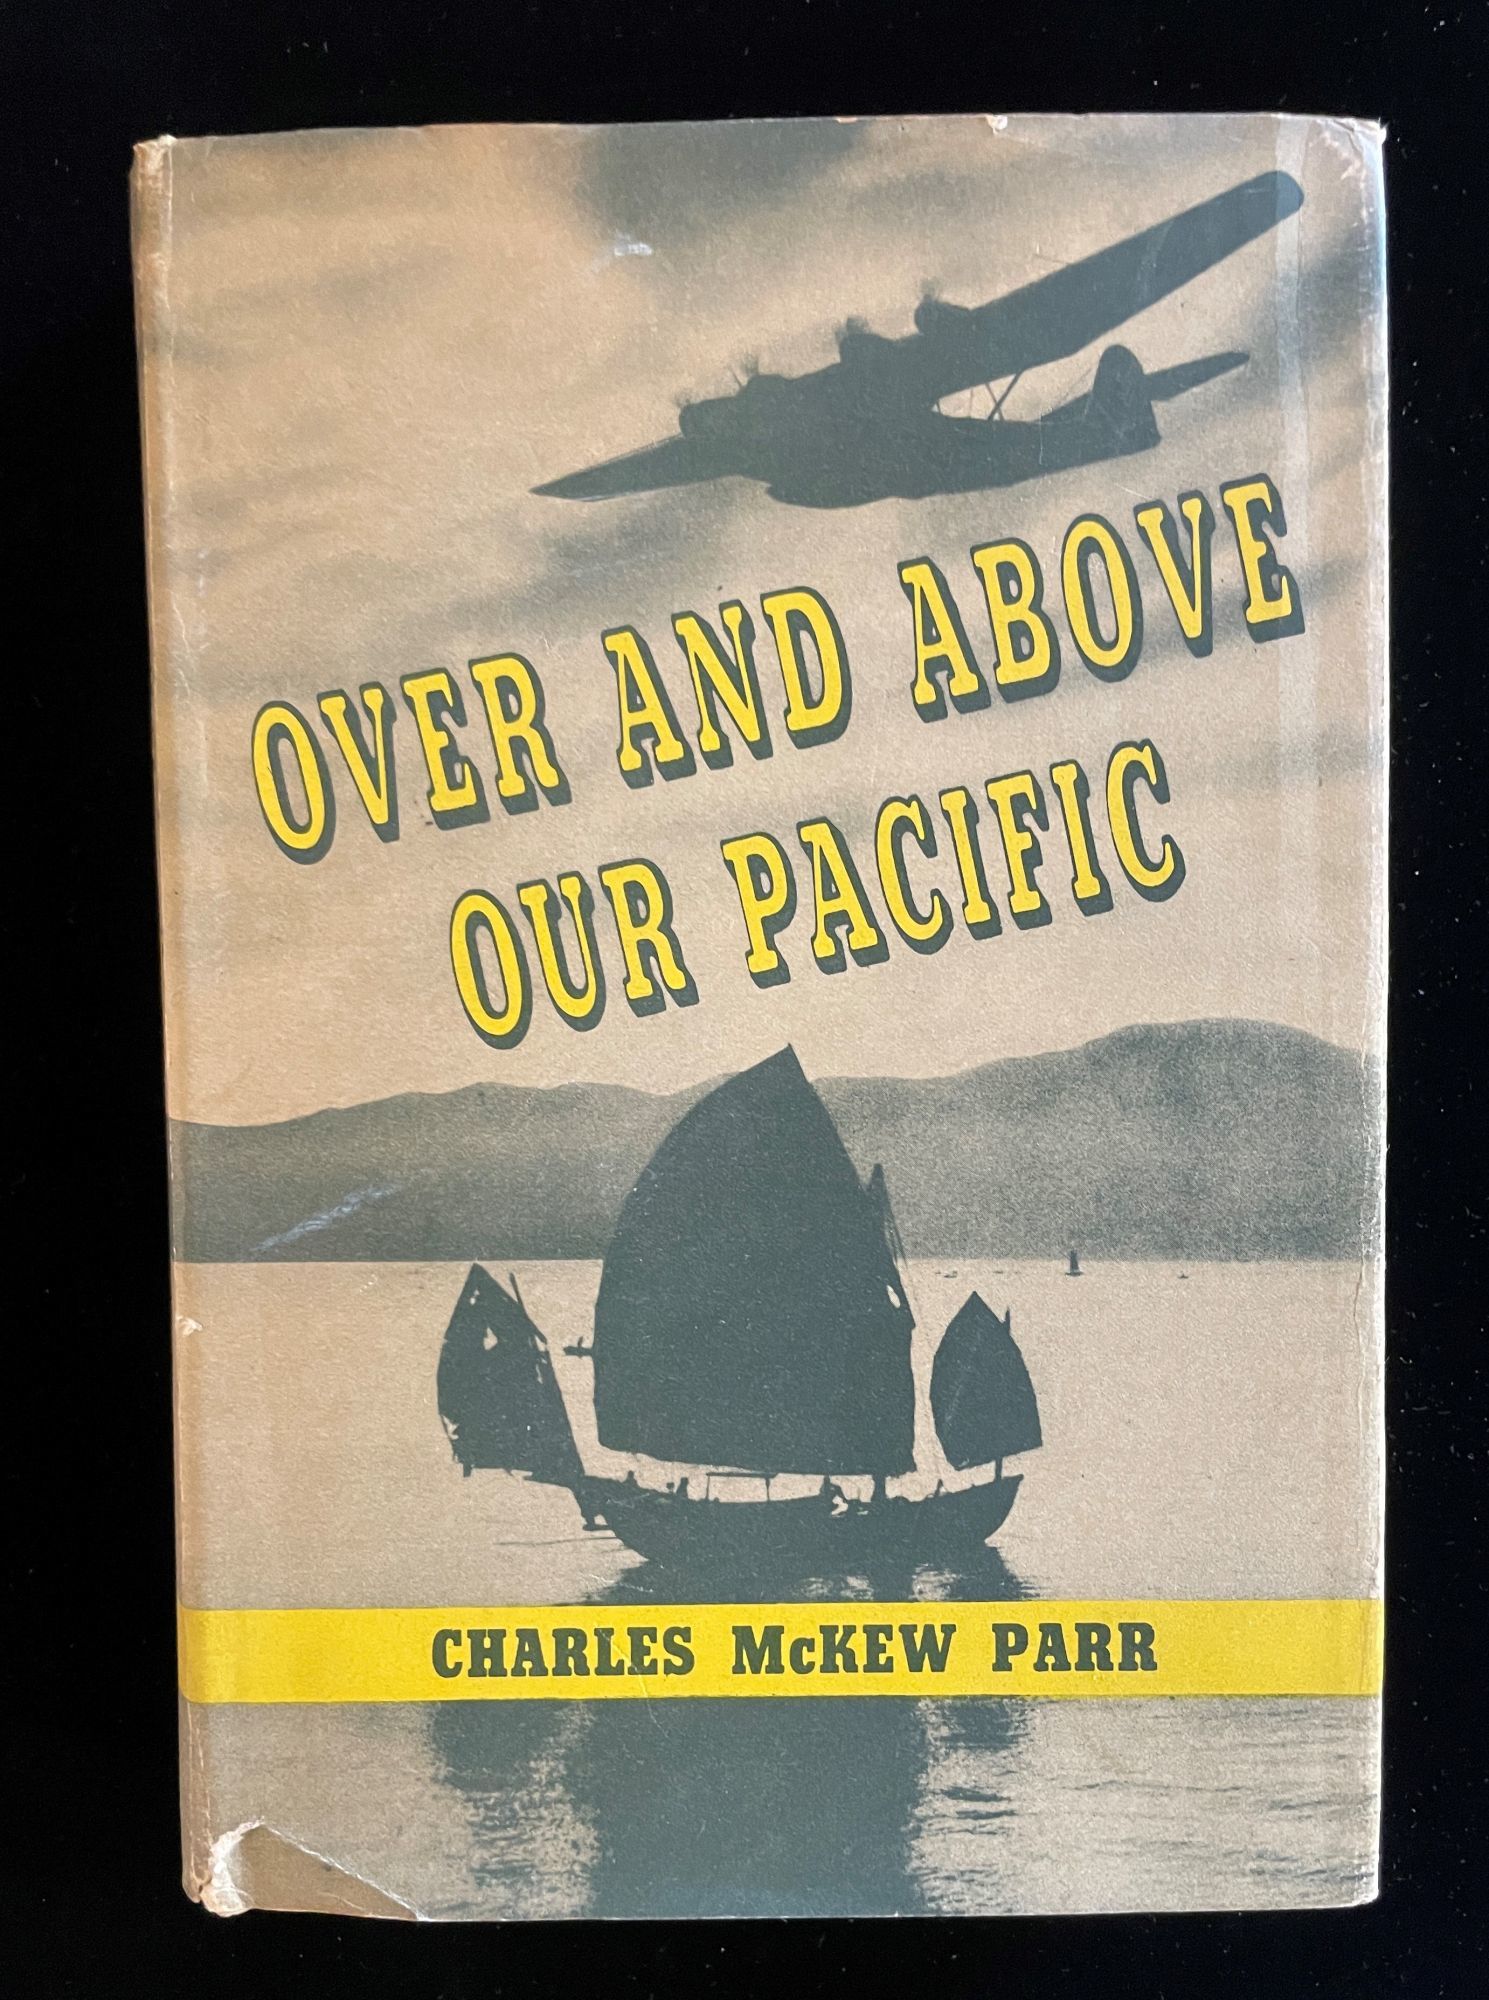 OVER AND ABOVE
OUR PACIFIC
CHARLES McKEW PARR